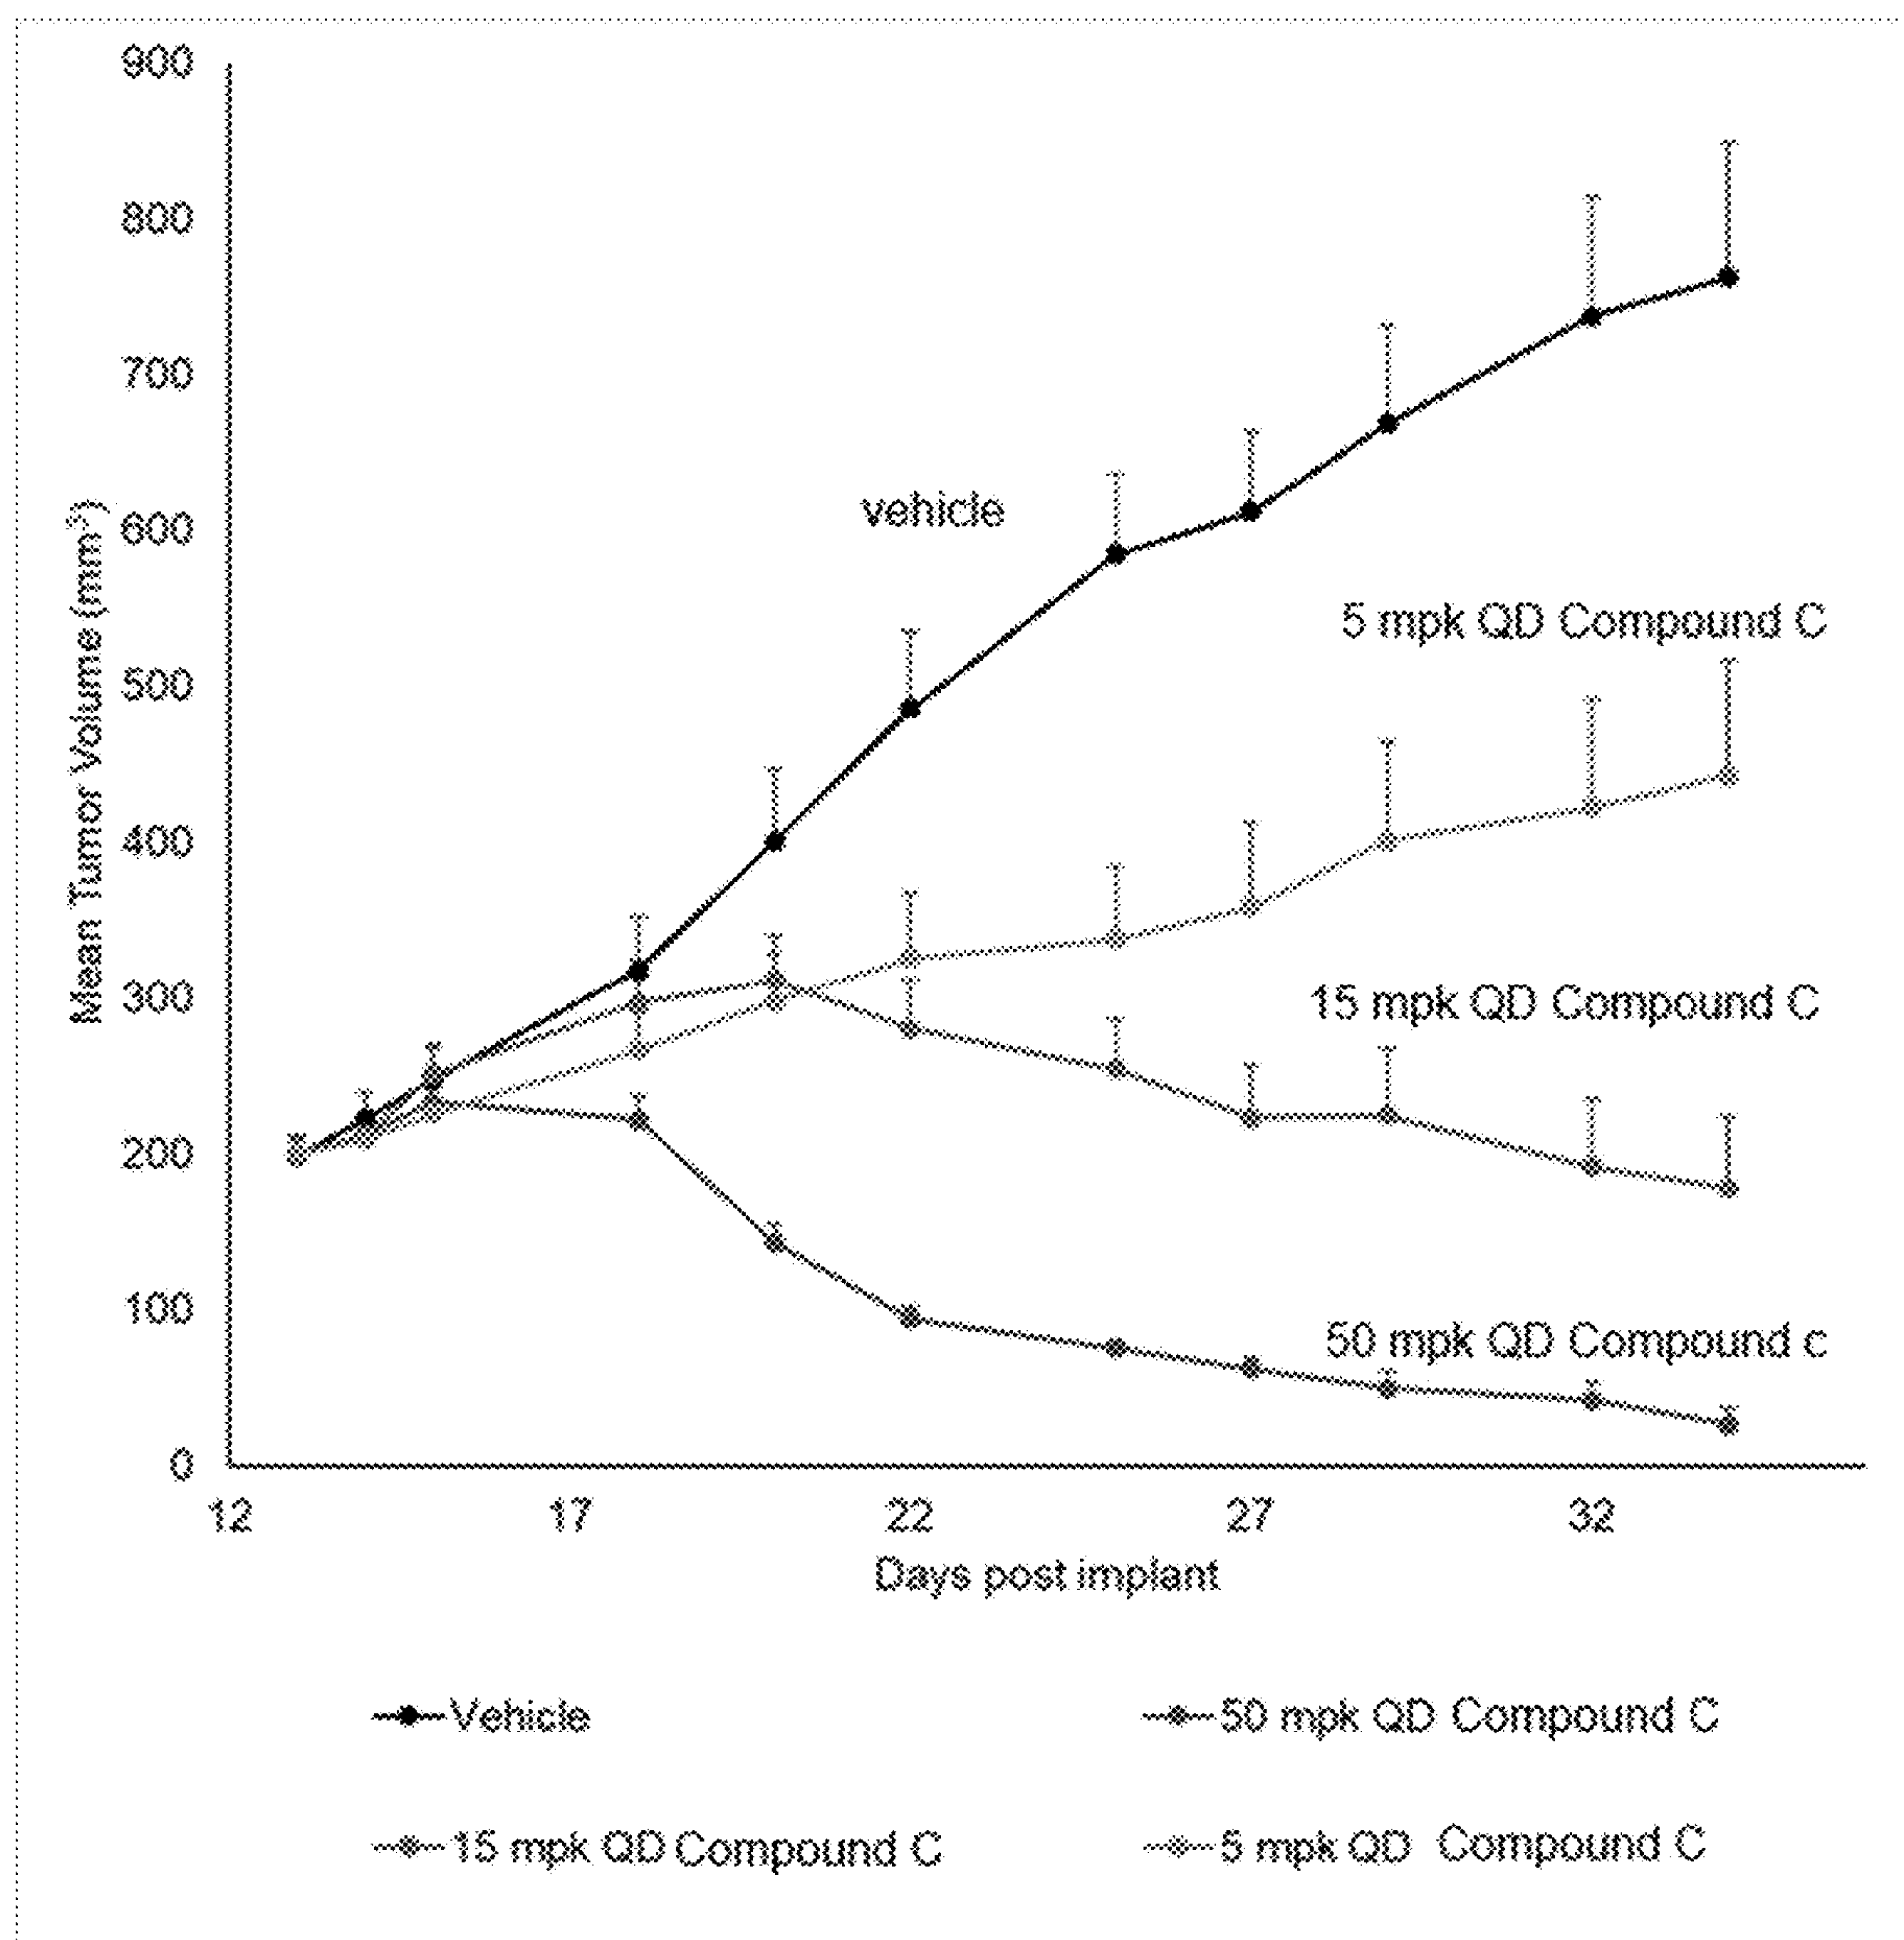 900
800
700
600
500
400
300
200
100
0
Mean Tumor Volume (mm³)
vehicle
5 mpk QD Compound C
15 mpk QD Compound C
50 mpk QD Compound c
12 17 22 27 32
Days post implant
Vehicle 50 mpk QD Compound C
15 mpk QD Compound C 5 mpk QD Compound C